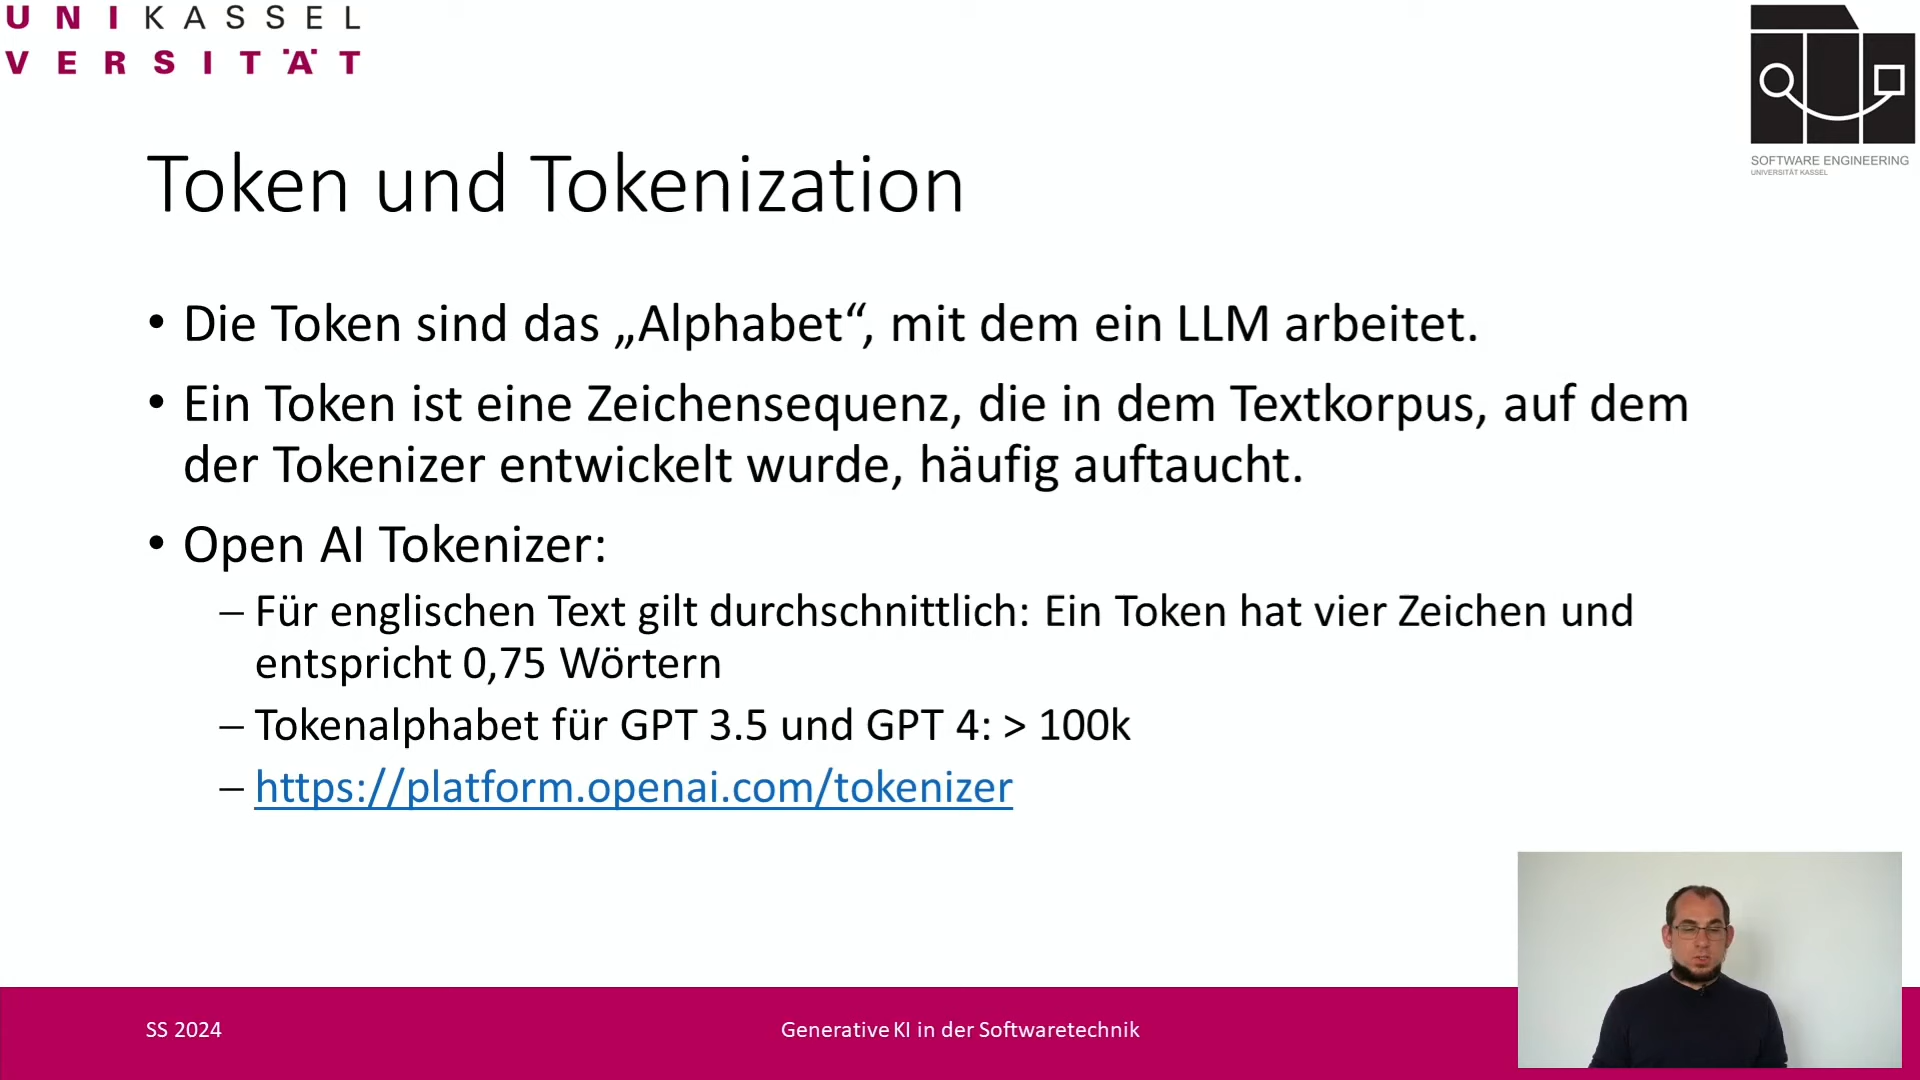 UNIKASSEL
VERSITÄT
SOFTWARE ENGINEERING
UNIVERSITÄT KASSEL
Token und Tokenization
• Die Token sind das „Alphabet“, mit dem ein LLM arbeitet.
• Ein Token ist eine Zeichensequenz, die in dem Textkorpus, auf dem
der Tokenizer entwickelt wurde, häufig auftaucht.
• Open AI Tokenizer:
– Für englischen Text gilt durchschnittlich: Ein Token hat vier Zeichen und
entspricht 0,75 Wörtern
– Tokenalphabet für GPT 3.5 und GPT 4: > 100k
– https://platform.openai.com/tokenizer
SS 2024
Generative KI in der Softwaretechnik